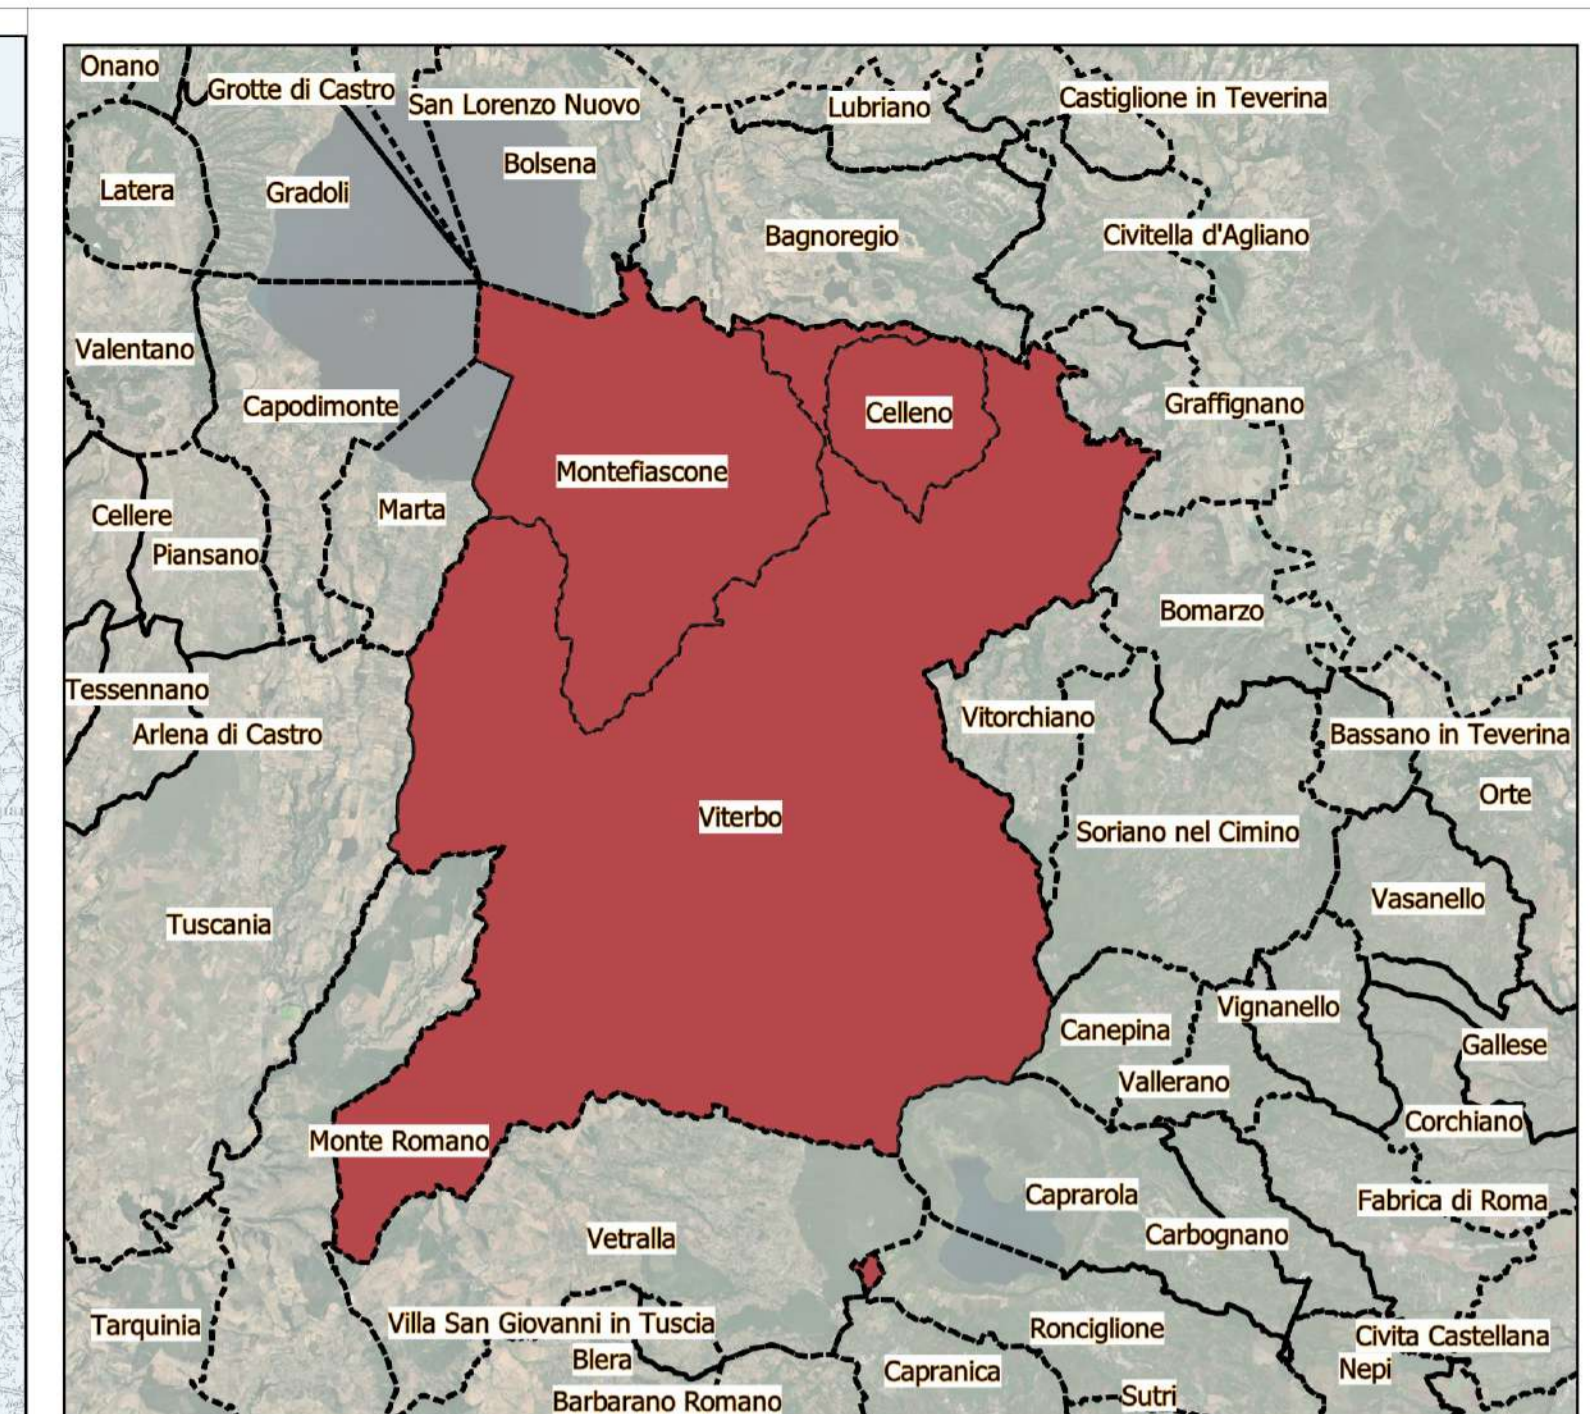 Onano
Grotte di Castro
San Lorenzo Nuovo
Lubriano
Castiglione in Teverina
Bolsena
Latera
Gradoli
Bagnoregio
Civitella d'Agliano
Valentano
Capodimonte
Celleno
Graffignano
Montefiascone
Cellere
Marta
Piansano
Bomarzo
Tessennano
Vitorchiano
Arlena di Castro
Bassano in Teverina
Orte
Viterbo
Soriano nel Cimino
Vasanello
Tuscania
Vignanello
Canepina
Gallese
Vallerano
Corchiano
Monte Romano
Caprarola
Fabrica di Roma
Carbognano
Vetralla
Tarquinia
Villa San Giovanni in Tuscia
Ronciglione
Civita Castellana
Blera
Capranica
Nepi
Barbarano Romano
Sutri